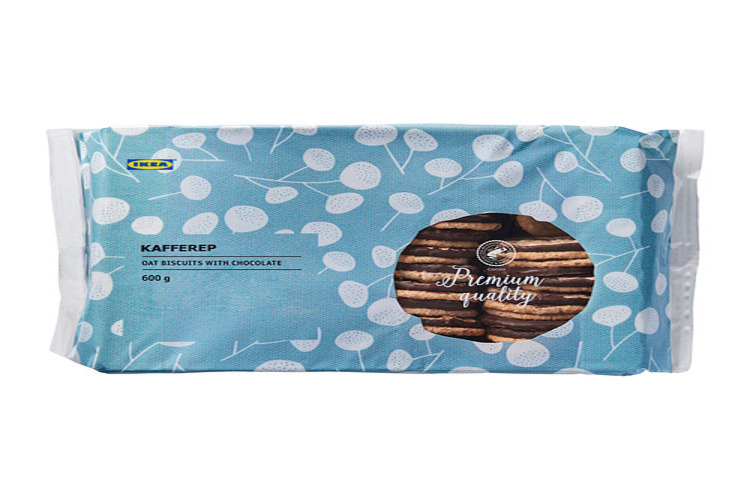 IKEA
KAFFEREP
OAT BISCUITS WITH CHOCOLATE
600 g
Premium
quality